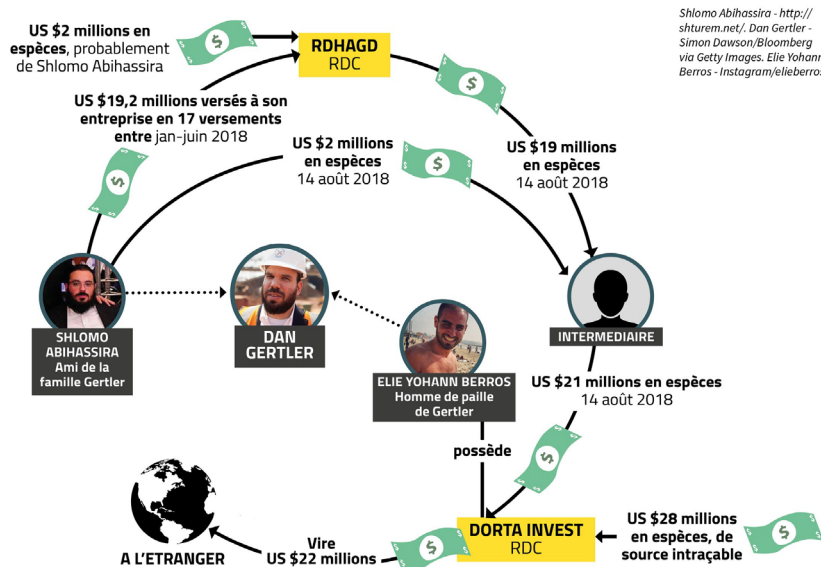 US $2 millions en
espèces, probablement
de Shlomo Abihassira
RDHAGD
RDC
Shlomo Abihassira - http://
shturem.net/. Dan Gertler -
Simon Dawson/Bloomberg
via Getty Images. Elie Yohann
Berros - Instagram/elieberros
US $19,2 millions versés à son
entreprise en 17 versements
entre jan-juin 2018
US $2 millions
en espèces
14 août 2018
US $19 millions
en espèces
14 août 2018
SHLOMO
ABIHASSIRA
Ami de la
famille Gertler
DAN
GERTLER
ELIE YOHANN BERROS
Homme de paille
de Gertler
INTERMEDIAIRE
US $21 millions en espèces
14 août 2018
possède
DORTA INVEST
RDC
US $28 millions
en espèces, de
source intraçable
Vire
US $22 millions
A L'ETRANGER
$
$
$
$
$
$
$